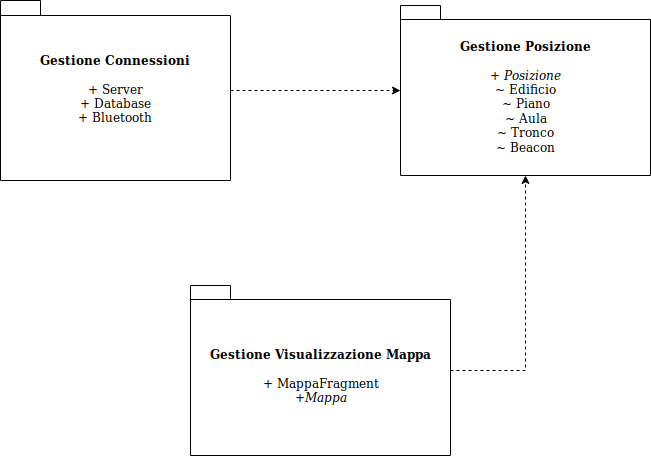 Gestione Connessioni
+ Server
+ Database
+ Bluetooth
Gestione Posizione
+ Posizione
~ Edificio
~ Piano
~ Aula
~ Tronco
~ Beacon
Gestione Visualizzazione Mappa
+ MappaFragment
+Mappa